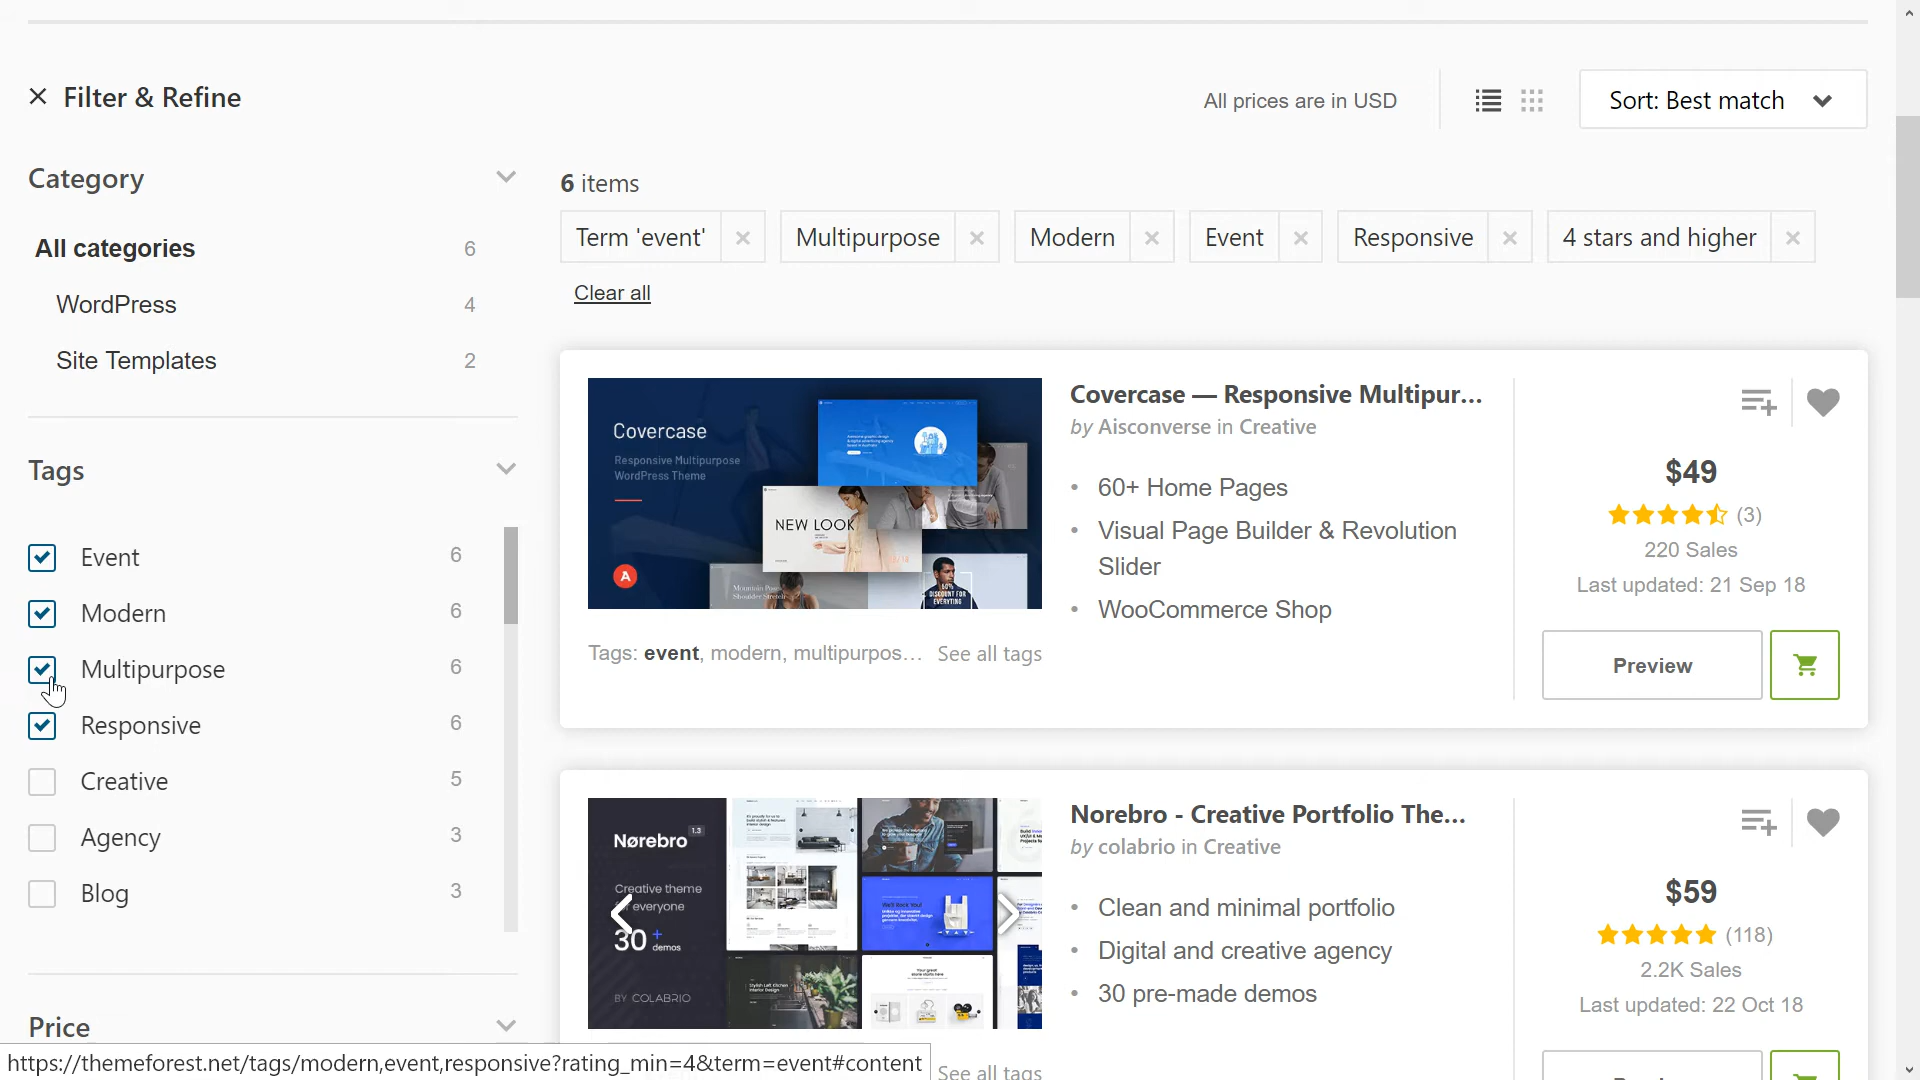 Filter & Refine
All prices are in USD
Sort: Best match
Category
All categories 6
WordPress 4
Site Templates 2
Tags
Event 6
Modern 6
Multipurpose 6
Responsive 6
Creative 5
Agency 3
Blog 3
Price
6 items
Term 'event'
Multipurpose
Modern
Event
Responsive
4 stars and higher
Clear all
Covercase
Responsive Multipurpose
WordPress Theme
NEW LOOK
DISCOUNT FOR
EVERYTING
A
Tags: event, modern, multipurpos... See all tags
Covercase — Responsive Multipur...
by Aisconverse in Creative
• 60+ Home Pages
• Visual Page Builder & Revolution
Slider
• WooCommerce Shop
$49
(3)
220 Sales
Last updated: 21 Sep 18
Preview
Nørebro 1.3
Creative theme
everyone
30 +
demos
BY COLABRIO
Norebro - Creative Portfolio The...
by colabrio in Creative
• Clean and minimal portfolio
• Digital and creative agency
• 30 pre-made demos
$59
(118)
2.2K Sales
Last updated: 22 Oct 18
See all tags
https://themeforest.net/tags/modern,event,responsive?rating_min=4&term=event#content